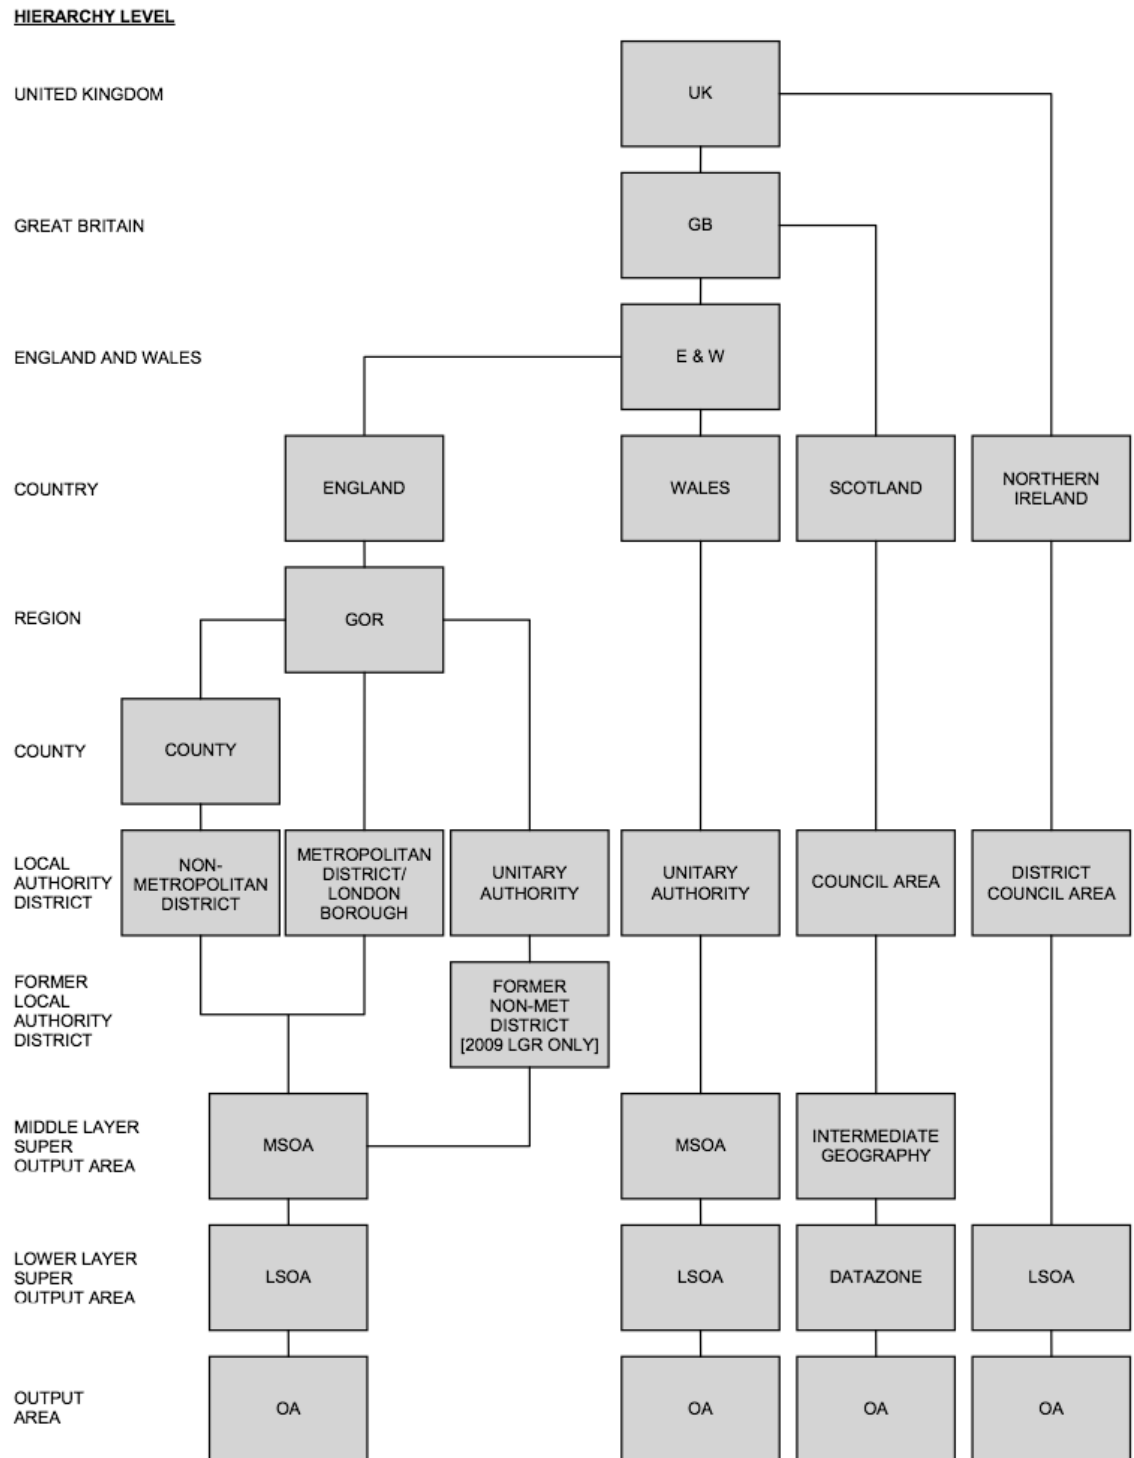 HIERARCHY LEVEL
UNITED KINGDOM
UK
GREAT BRITAIN
GB
ENGLAND AND WALES
E & W
COUNTRY
ENGLAND
WALES
SCOTLAND
NORTHERN
IRELAND
REGION
GOR
COUNTY
COUNTY
LOCAL
AUTHORITY
DISTRICT
NON-
METROPOLITAN
DISTRICT
METROPOLITAN
DISTRICT/
LONDON
BOROUGH
UNITARY
AUTHORITY
UNITARY
AUTHORITY
COUNCIL AREA
DISTRICT
COUNCIL AREA
FORMER
LOCAL
AUTHORITY
DISTRICT
FORMER
NON-MET
DISTRICT
[2009 LGR ONLY]
MIDDLE LAYER
SUPER
OUTPUT AREA
MSOA
MSOA
INTERMEDIATE
GEOGRAPHY
LOWER LAYER
SUPER
OUTPUT AREA
LSOA
LSOA
DATAZONE
LSOA
OUTPUT
AREA
OA
OA
OA
OA